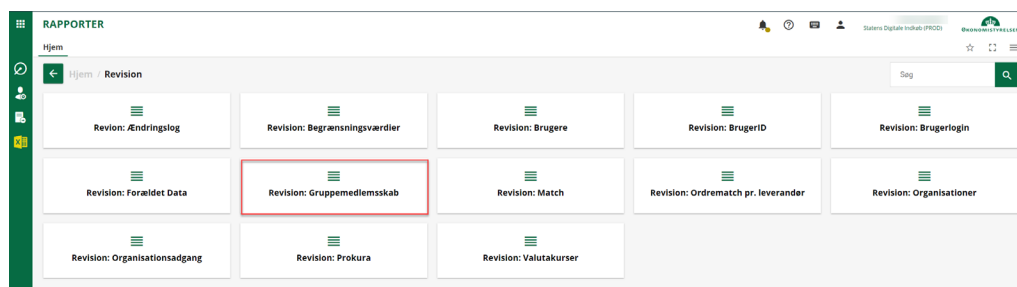 RAPPORTER
Statens Digitale Indkøb (PROD)
ØKONOMISTYRELSEN
Hjem
Hjem / Revision
Søg
Revion: Ændringslog
Revision: Begrænsningsværdier
Revision: Brugere
Revision: BrugerID
Revision: Brugerlogin
Revision: Forældet Data
Revision: Gruppemedlemsskab
Revision: Match
Revision: Ordrematch pr. leverandør
Revision: Organisationer
Revision: Organisationsadgang
Revision: Prokura
Revision: Valutakurser